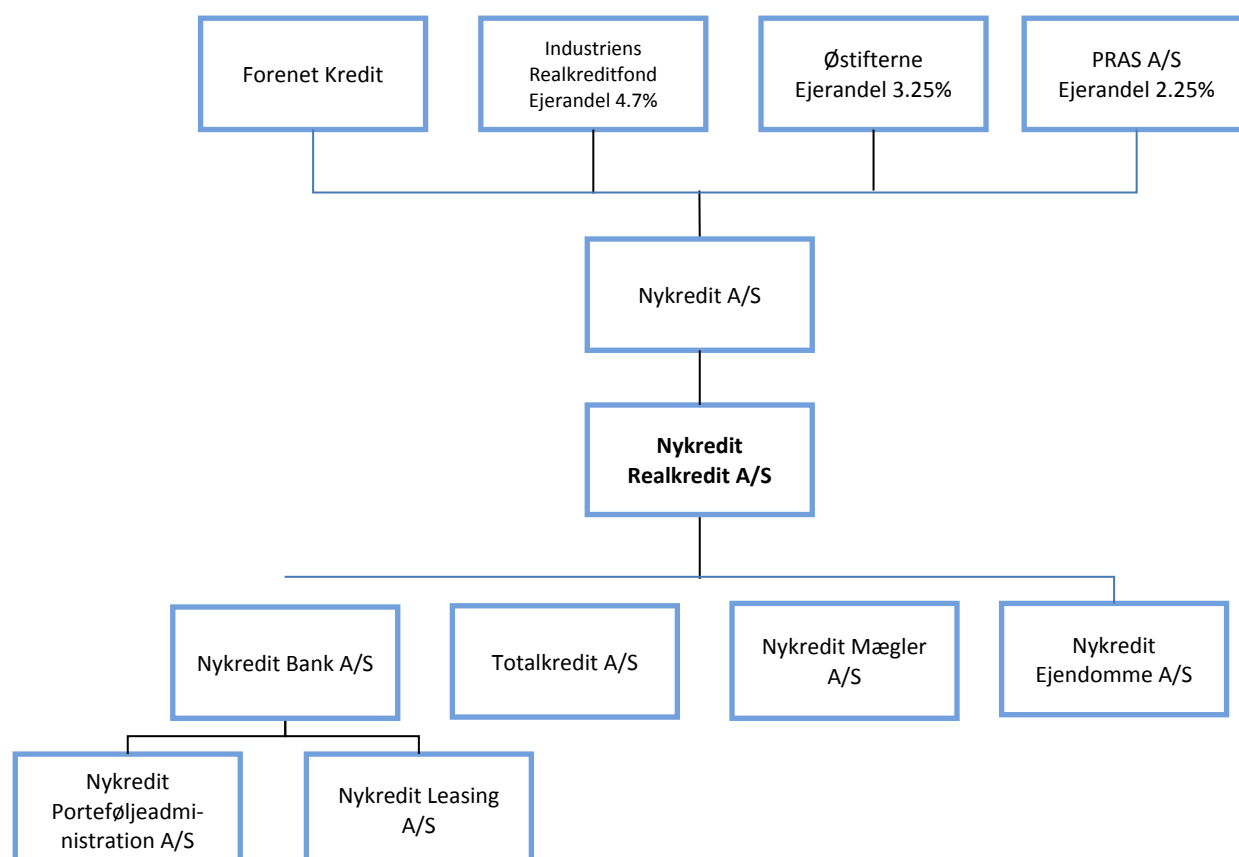 Forenet Kredit
Industriens
Realkreditfond
Ejerandel 4.7%
Østifterne
Ejerandel 3.25%
PRAS A/S
Ejerandel 2.25%
Nykredit A/S
Nykredit
Realkredit A/S
Nykredit Bank A/S
Totalkredit A/S
Nykredit Mægler
A/S
Nykredit
Ejendomme A/S
Nykredit
Porteføljeadmi-
nistration A/S
Nykredit Leasing
A/S